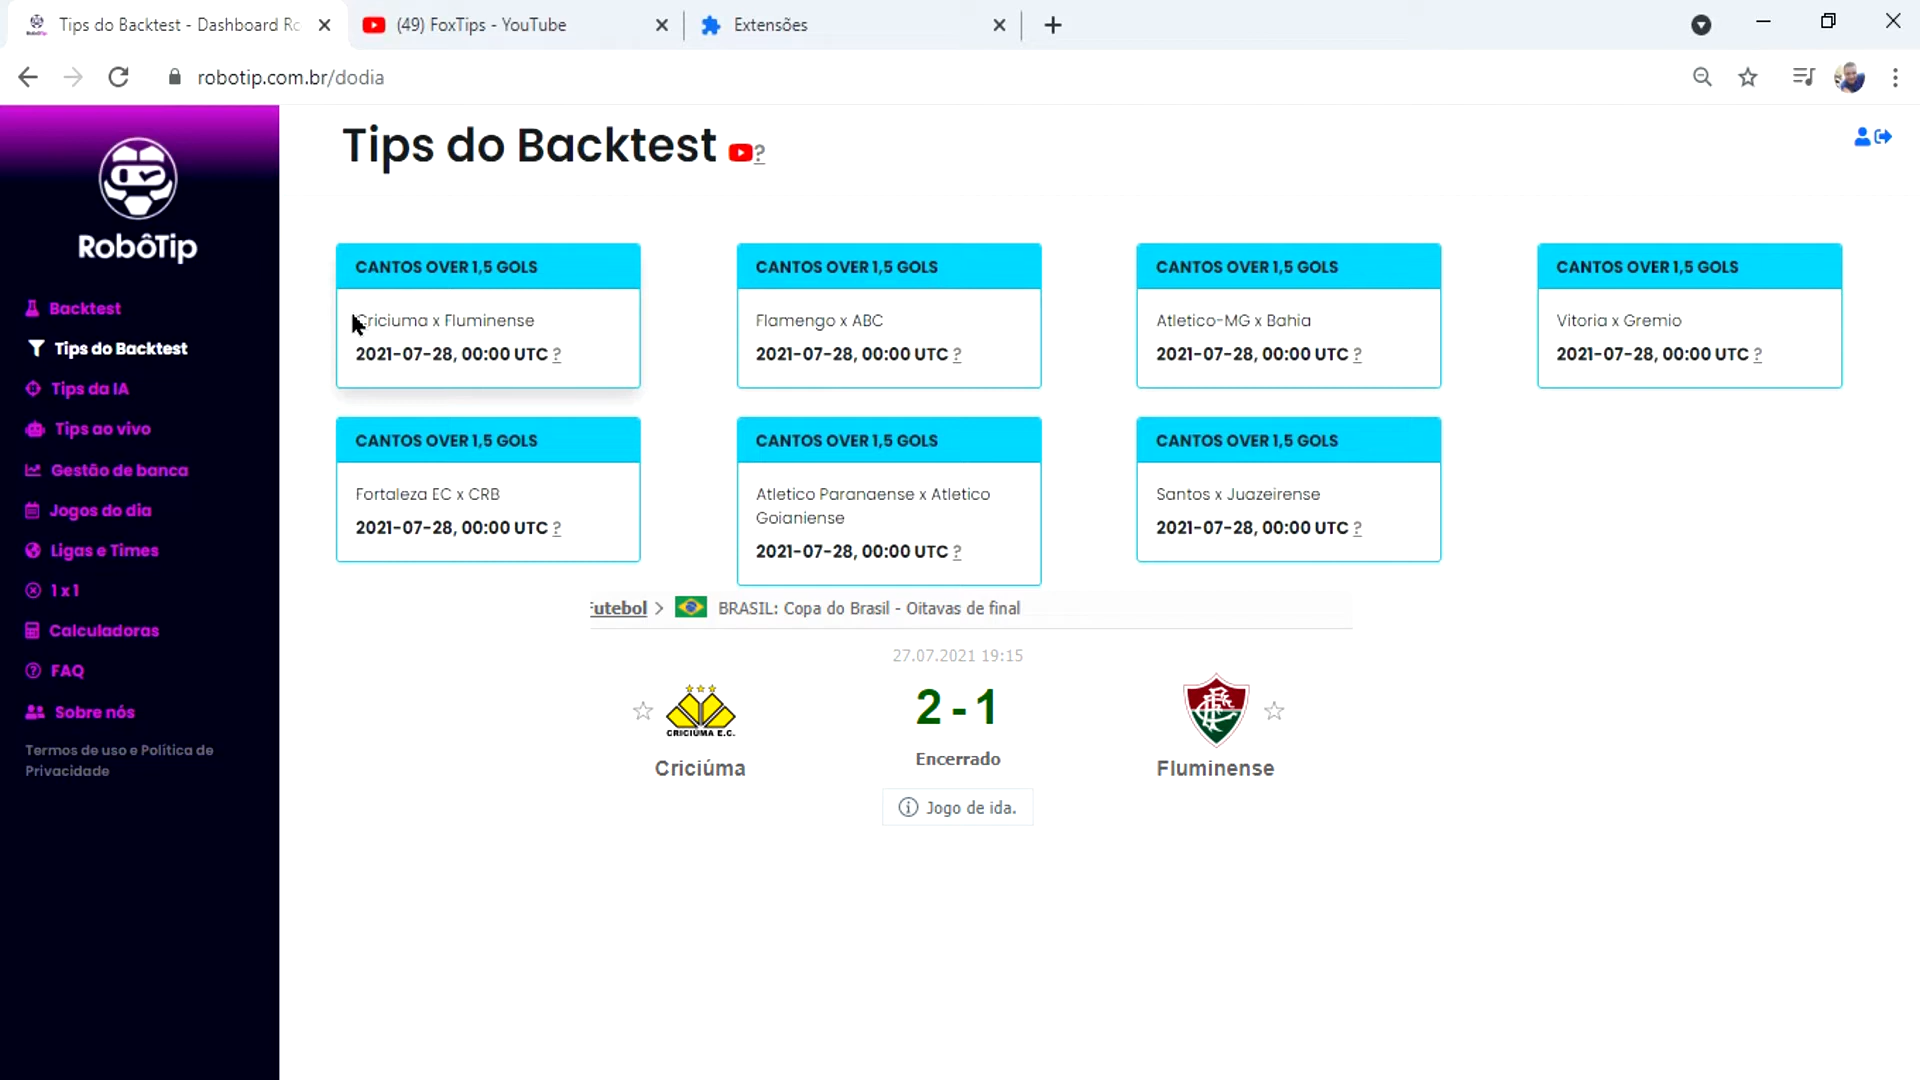 Tips do Backtest - Dashboard Ro
(49) FoxTips - YouTube
Extensões
robotip.com.br/dodia
RobôTip
Backtest
Tips do Backtest
Tips da IA
Tips ao vivo
Gestão de banca
Jogos do dia
Ligas e Times
1 x 1
Calculadoras
FAQ
Sobre nós
Termos de uso e Política de
Privacidade
Tips do Backtest ?
CANTOS OVER 1,5 GOLS
Criciuma x Fluminense
2021-07-28, 00:00 UTC ?
CANTOS OVER 1,5 GOLS
Flamengo x ABC
2021-07-28, 00:00 UTC ?
CANTOS OVER 1,5 GOLS
Atletico-MG x Bahia
2021-07-28, 00:00 UTC ?
CANTOS OVER 1,5 GOLS
Vitoria x Gremio
2021-07-28, 00:00 UTC ?
CANTOS OVER 1,5 GOLS
Fortaleza EC x CRB
2021-07-28, 00:00 UTC ?
CANTOS OVER 1,5 GOLS
Atletico Paranaense x Atletico
Goianiense
2021-07-28, 00:00 UTC ?
CANTOS OVER 1,5 GOLS
Santos x Juazeirense
2021-07-28, 00:00 UTC ?
utebol > BRASIL: Copa do Brasil - Oitavas de final
27.07.2021 19:15
2 - 1
Encerrado
CRICIÚMA E.C.
Criciúma
Fluminense
Jogo de ida.